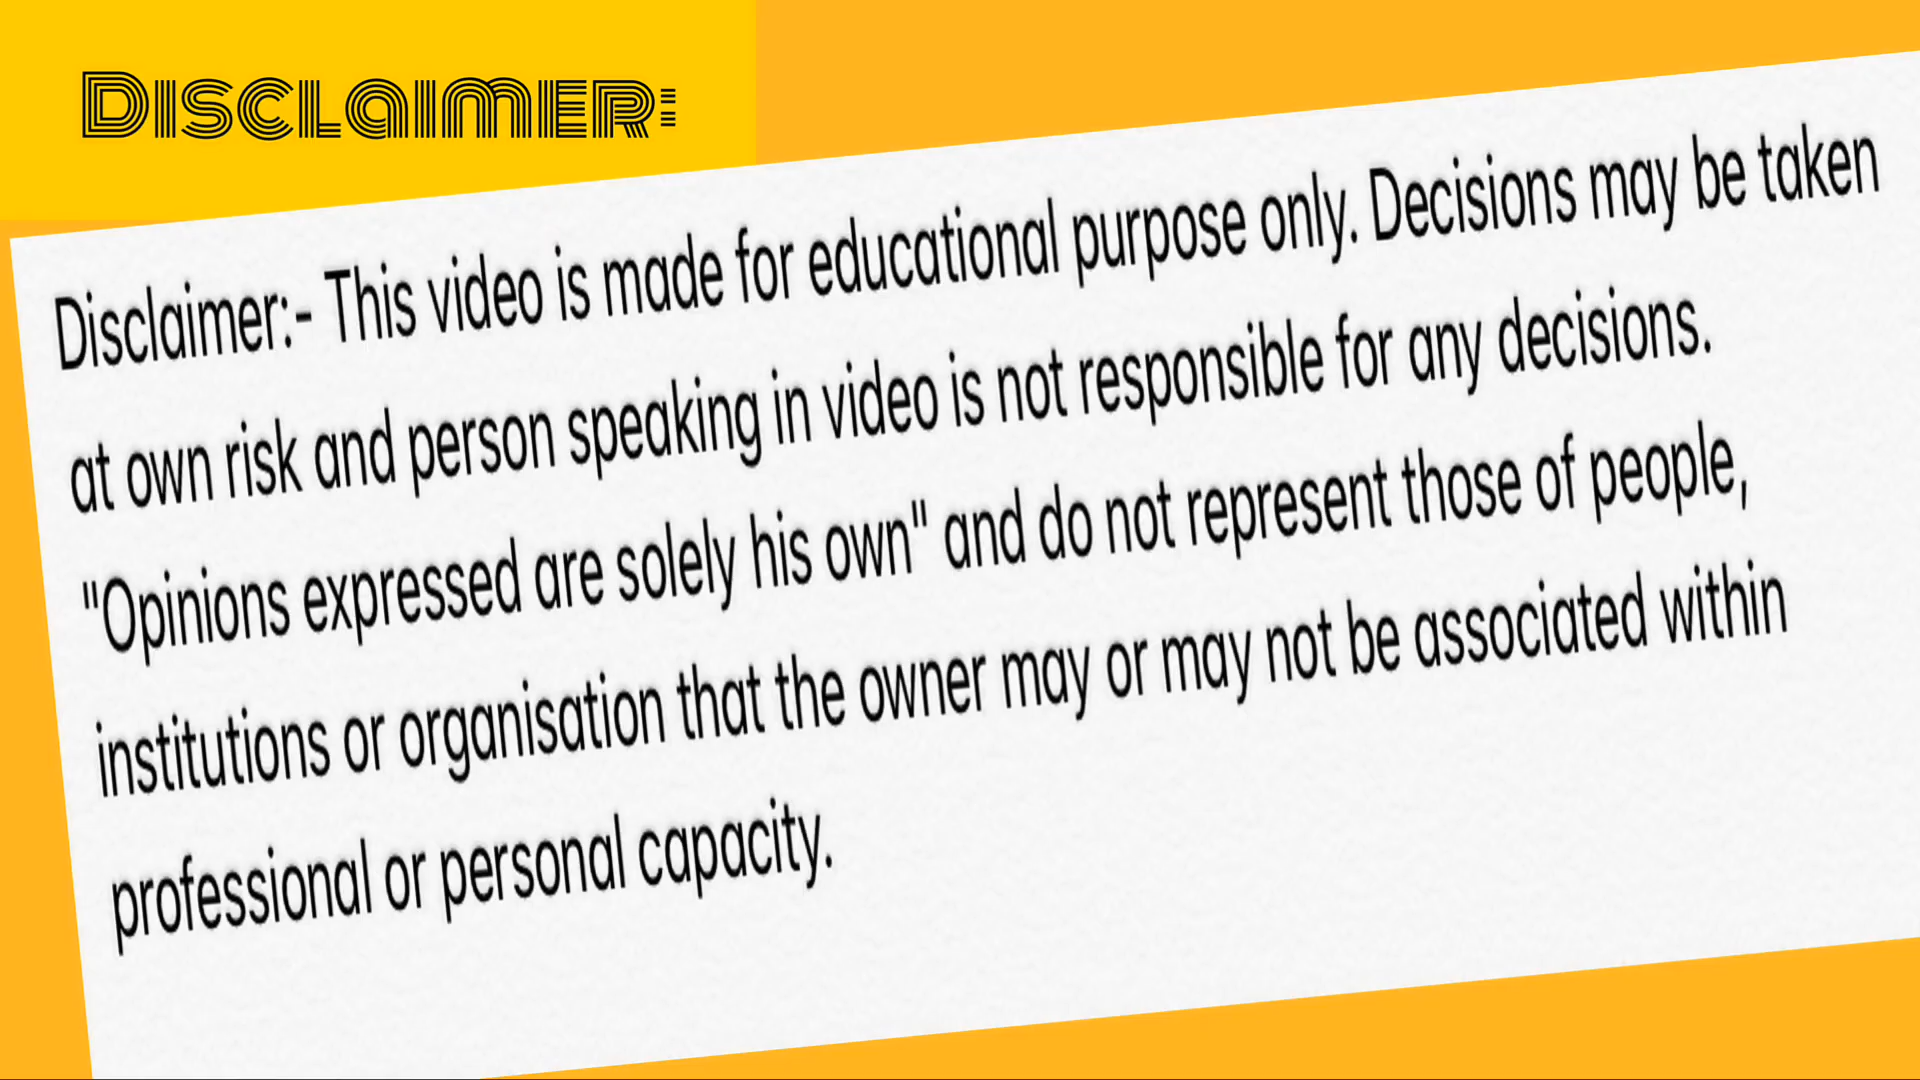 DISCLAIMER:
Disclaimer:- This video is made for educational purpose only. Decisions may be taken
at own risk and person speaking in video is not responsible for any decisions.
"Opinions expressed are solely his own" and do not represent those of people,
institutions or organisation that the owner may or may not be associated within
professional or personal capacity.